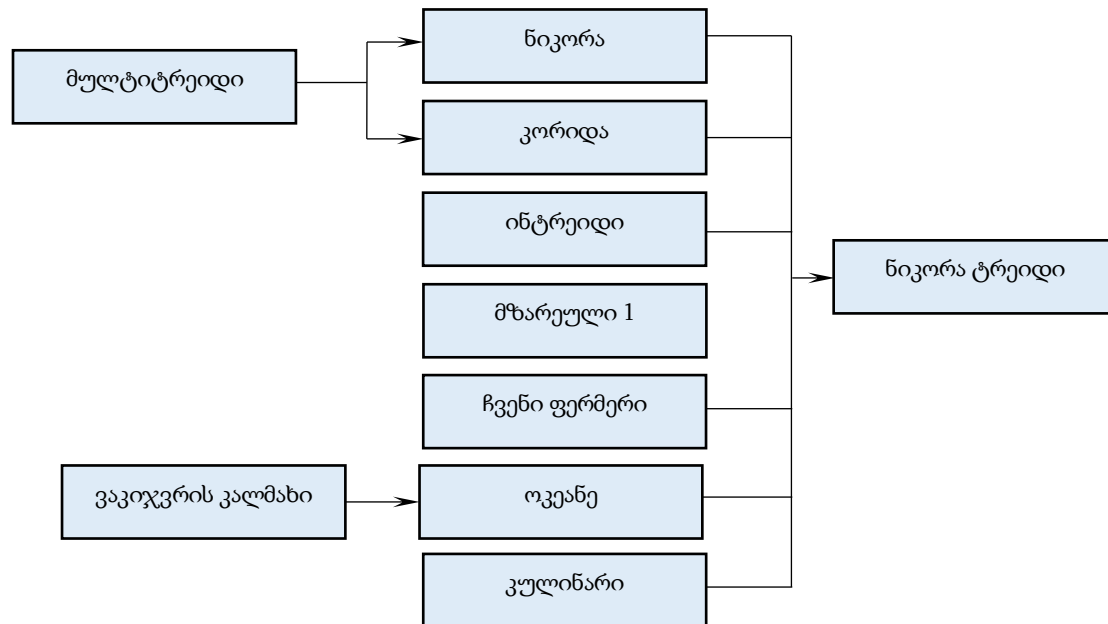 ნიკორა
მულტიტრეიდი
კორიდა
ინტრეიდი
ნიკორა ტრეიდი
მზარეული 1
ჩვენი ფერმერი
ვაკიჯვრის კალმახი
ოკეანე
კულინარი